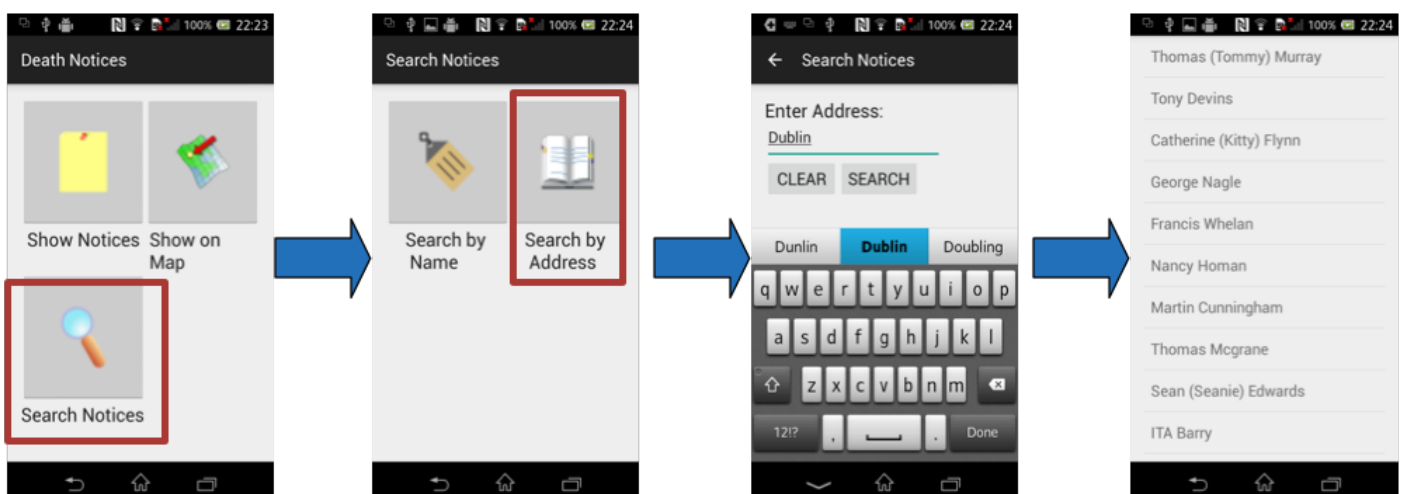 100% 22:23
Death Notices
Show Notices
Show on
Map
Search Notices
100% 22:24
Search Notices
Search by
Name
Search by
Address
100% 22:24
Search Notices
Enter Address:
Dublin
CLEAR SEARCH
Dunlin Dublin Doubling
q w e r t y u i o p
a s d f g h j k l
z x c v b n m
12!? , . Done
100% 22:24
Thomas (Tommy) Murray
Tony Devins
Catherine (Kitty) Flynn
George Nagle
Francis Whelan
Nancy Homan
Martin Cunningham
Thomas Mcgrane
Sean (Seanie) Edwards
ITA Barry